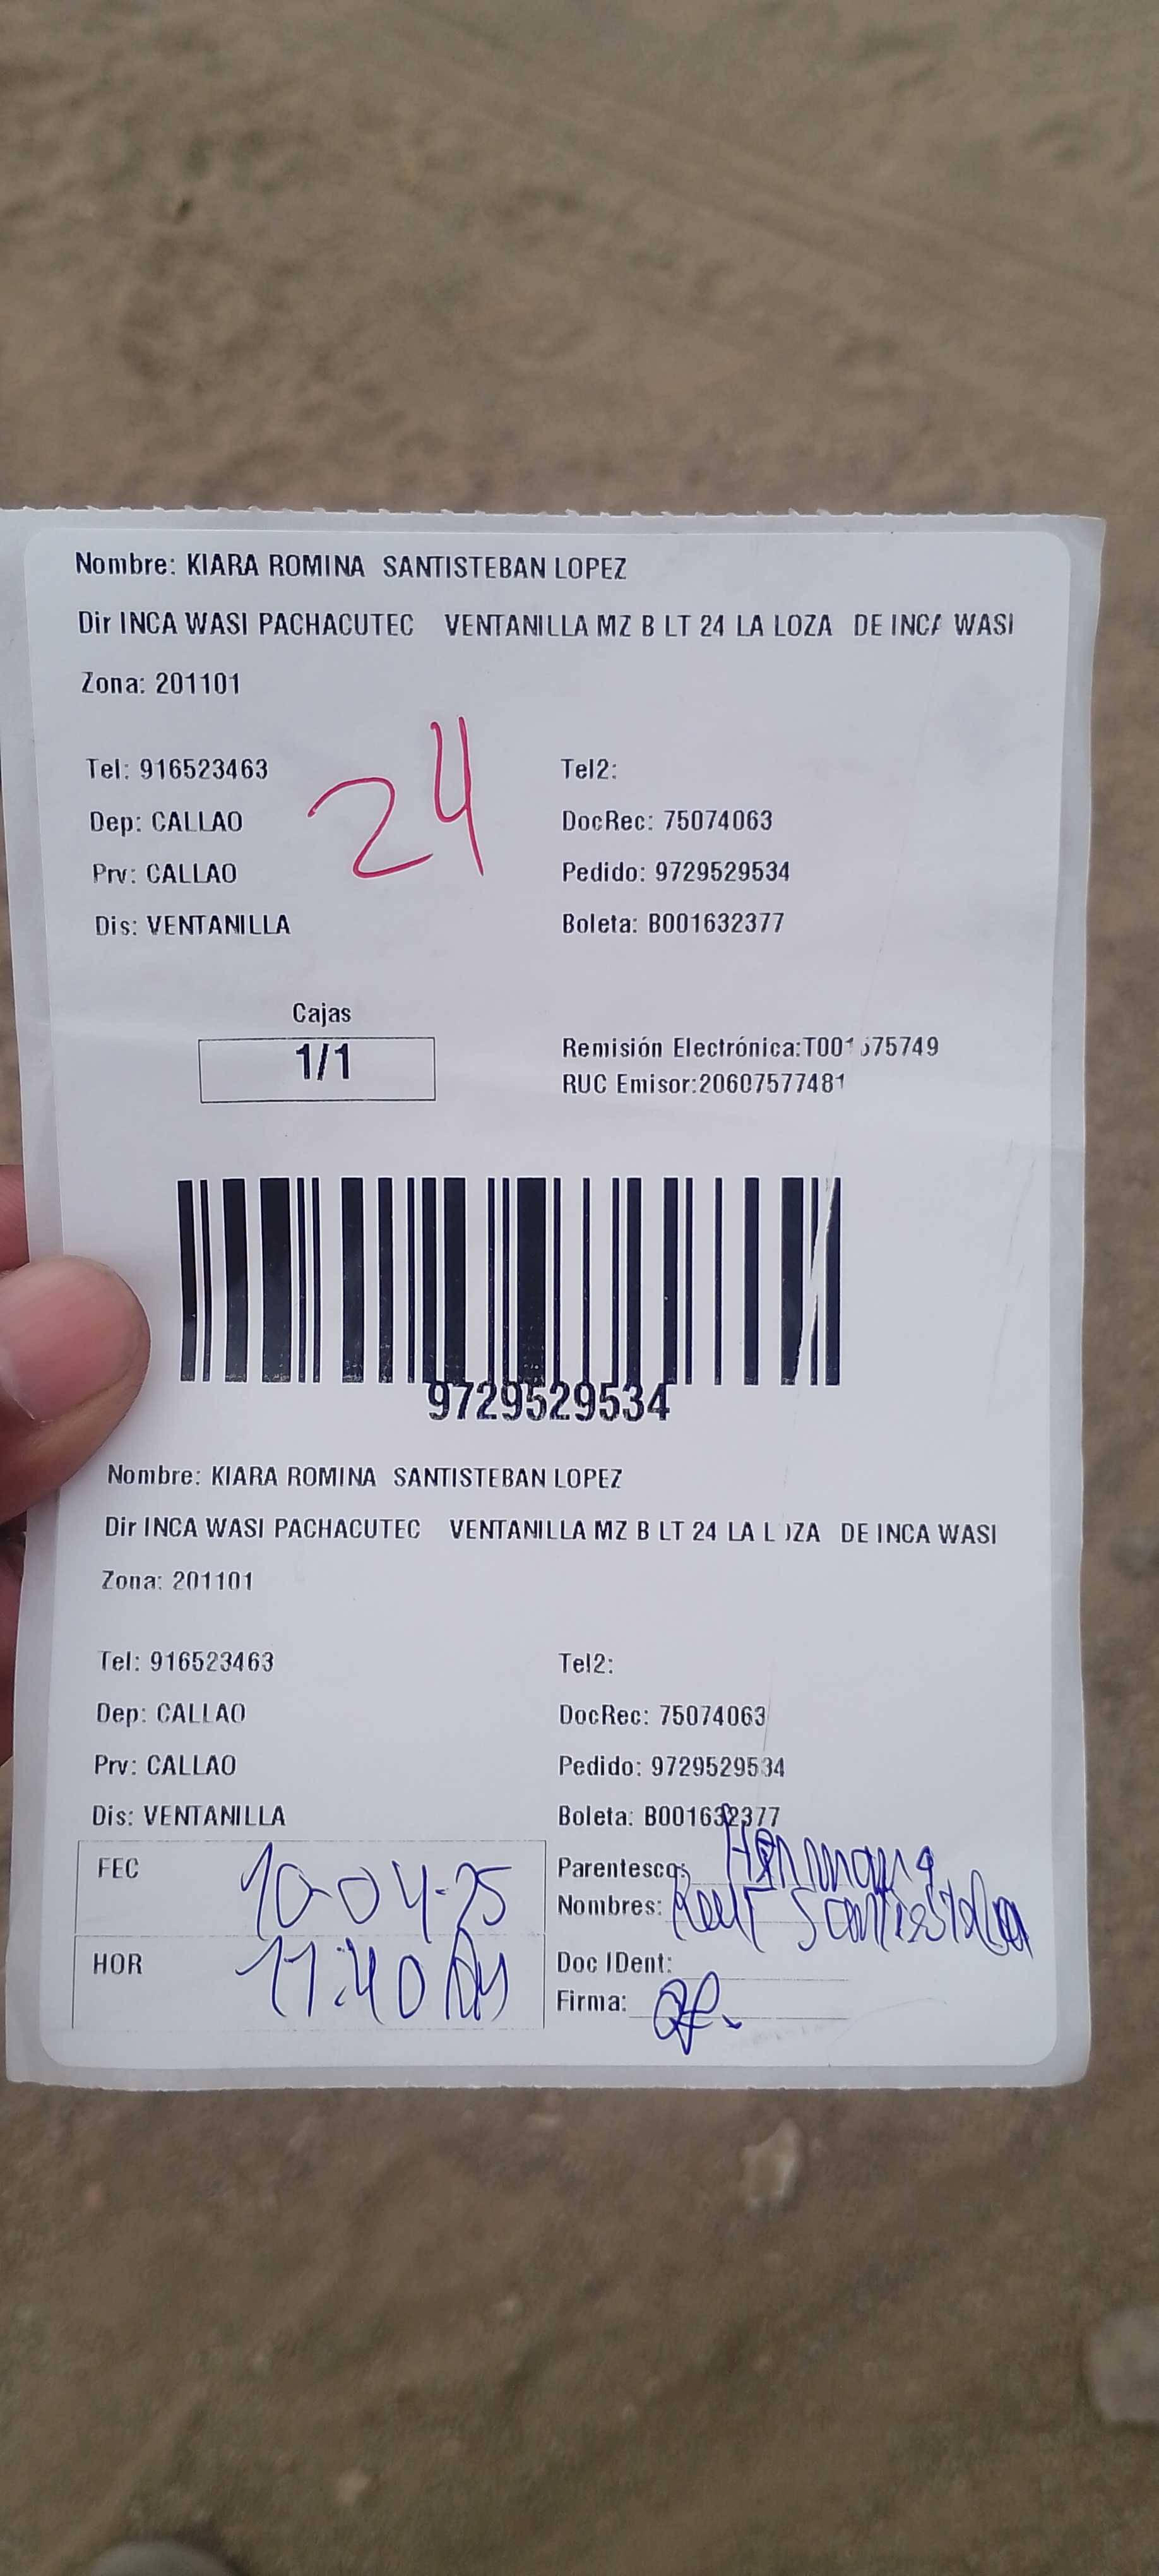 Nombre: KIARA ROMINA SANTISTEBAN LOPEZ
Dir INCA WASI PACHACUTEC VENTANILLA MZ B LT 24 LA LOZA DE INCA WASI
Zona: 201101
24
Tel: 916523463 Tel2:
Dep: CALLAO DocRec: 75074063
Prv: CALLAO Pedido: 9729529534
Dis: VENTANILLA Boleta: B001632377
Cajas
1/1
Remisión Electrónica:
RUC Emisor:20607577481
9729529534
Nombre: KIARA ROMINA SANTISTEBAN LOPEZ
Dir INCA WASI PACHACUTEC VENTANILLA MZ B LT 24 LA LOZA DE INCA WASI
Zona: 201101
Tel: 916523463 Tel2:
Dep: CALLAO DocRec: 75074063
Prv: CALLAO Pedido: 9729529534
Dis: VENTANILLA Boleta: B001632377
FEC 10-04-25 Parentesco: Hermana
Nombres:
HOR 11:40 Doc IDent:
Firma: